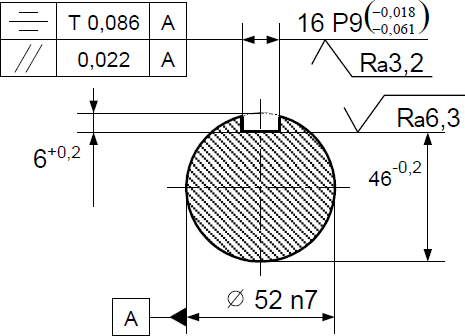 ⌯ T 0,086 A
// 0,022 A
16 P9(-0,018 -0,061)
Ra3,2
Ra6,3
6+0,2
46-0,2
Ø 52 n7
A